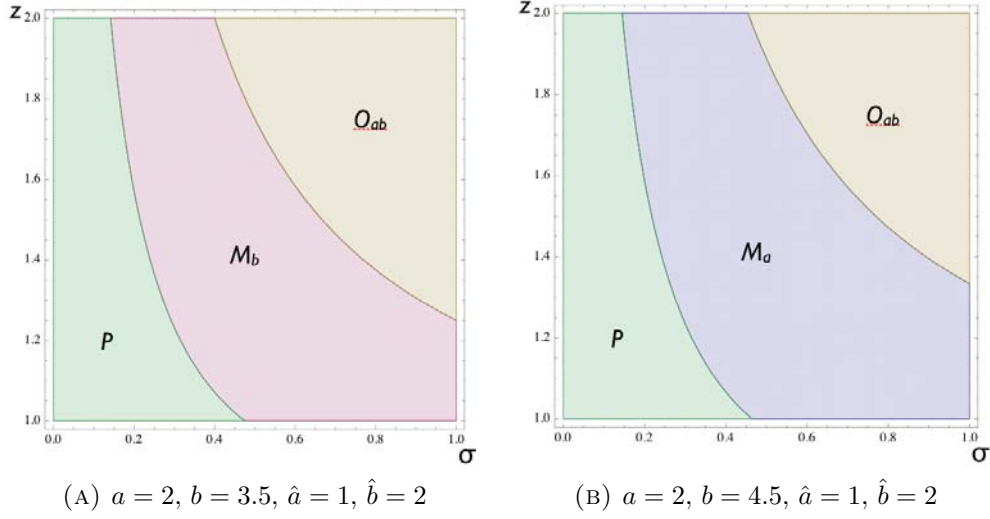 z
2.0
1.8
1.6
1.4
1.2
1.0
0.0 0.2 0.4 0.6 0.8 1.0
σ
P
M_b
O_ab
(A) a = 2, b = 3.5, â = 1, b̂ = 2
z
2.0
1.8
1.6
1.4
1.2
1.0
0.0 0.2 0.4 0.6 0.8 1.0
σ
P
M_a
O_ab
(B) a = 2, b = 4.5, â = 1, b̂ = 2